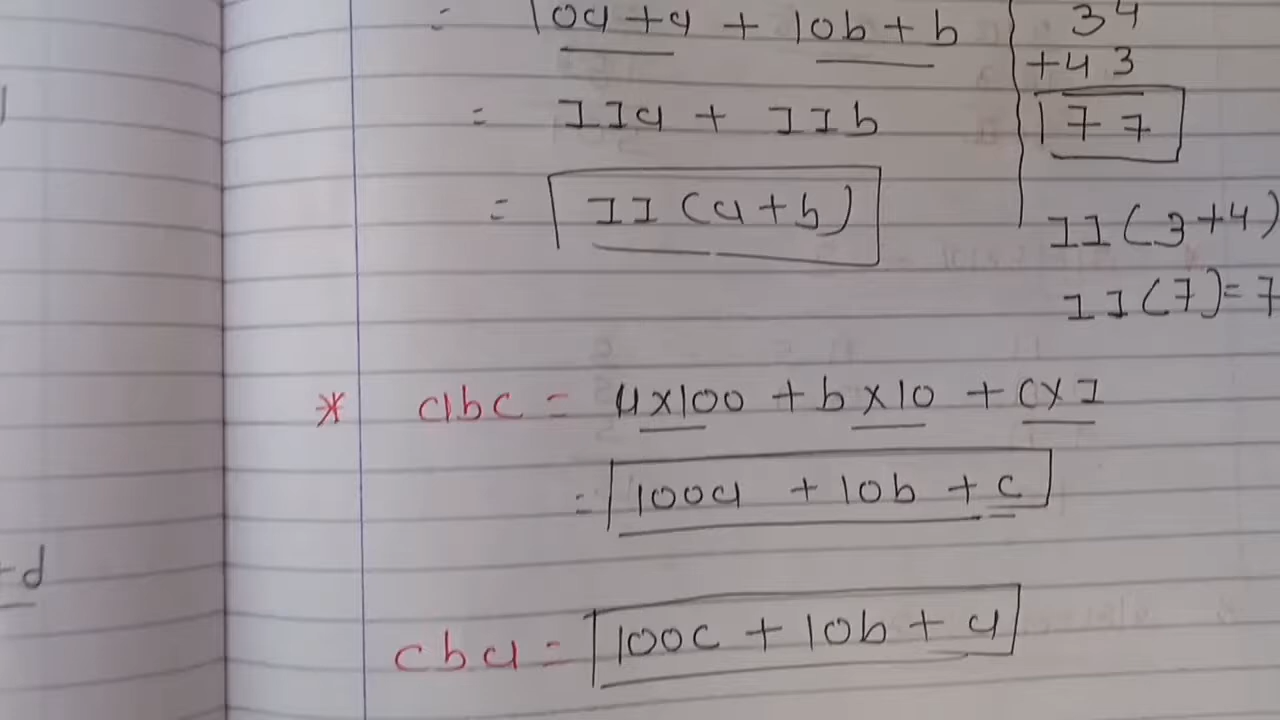 = 10a + a + 10b + b
= 11a + 11b
= 11(a+b)
34
+43
77
11(3+4)
11(7)=7
* abc = a×100 + b×10 + c×1
= 100a + 10b + c
cba = 100c + 10b + a
d